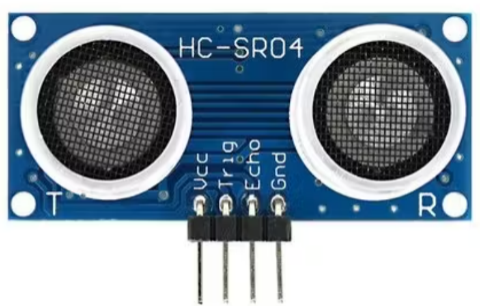 HC-SR04
Vcc
Trig
Echo
Gnd
T
R